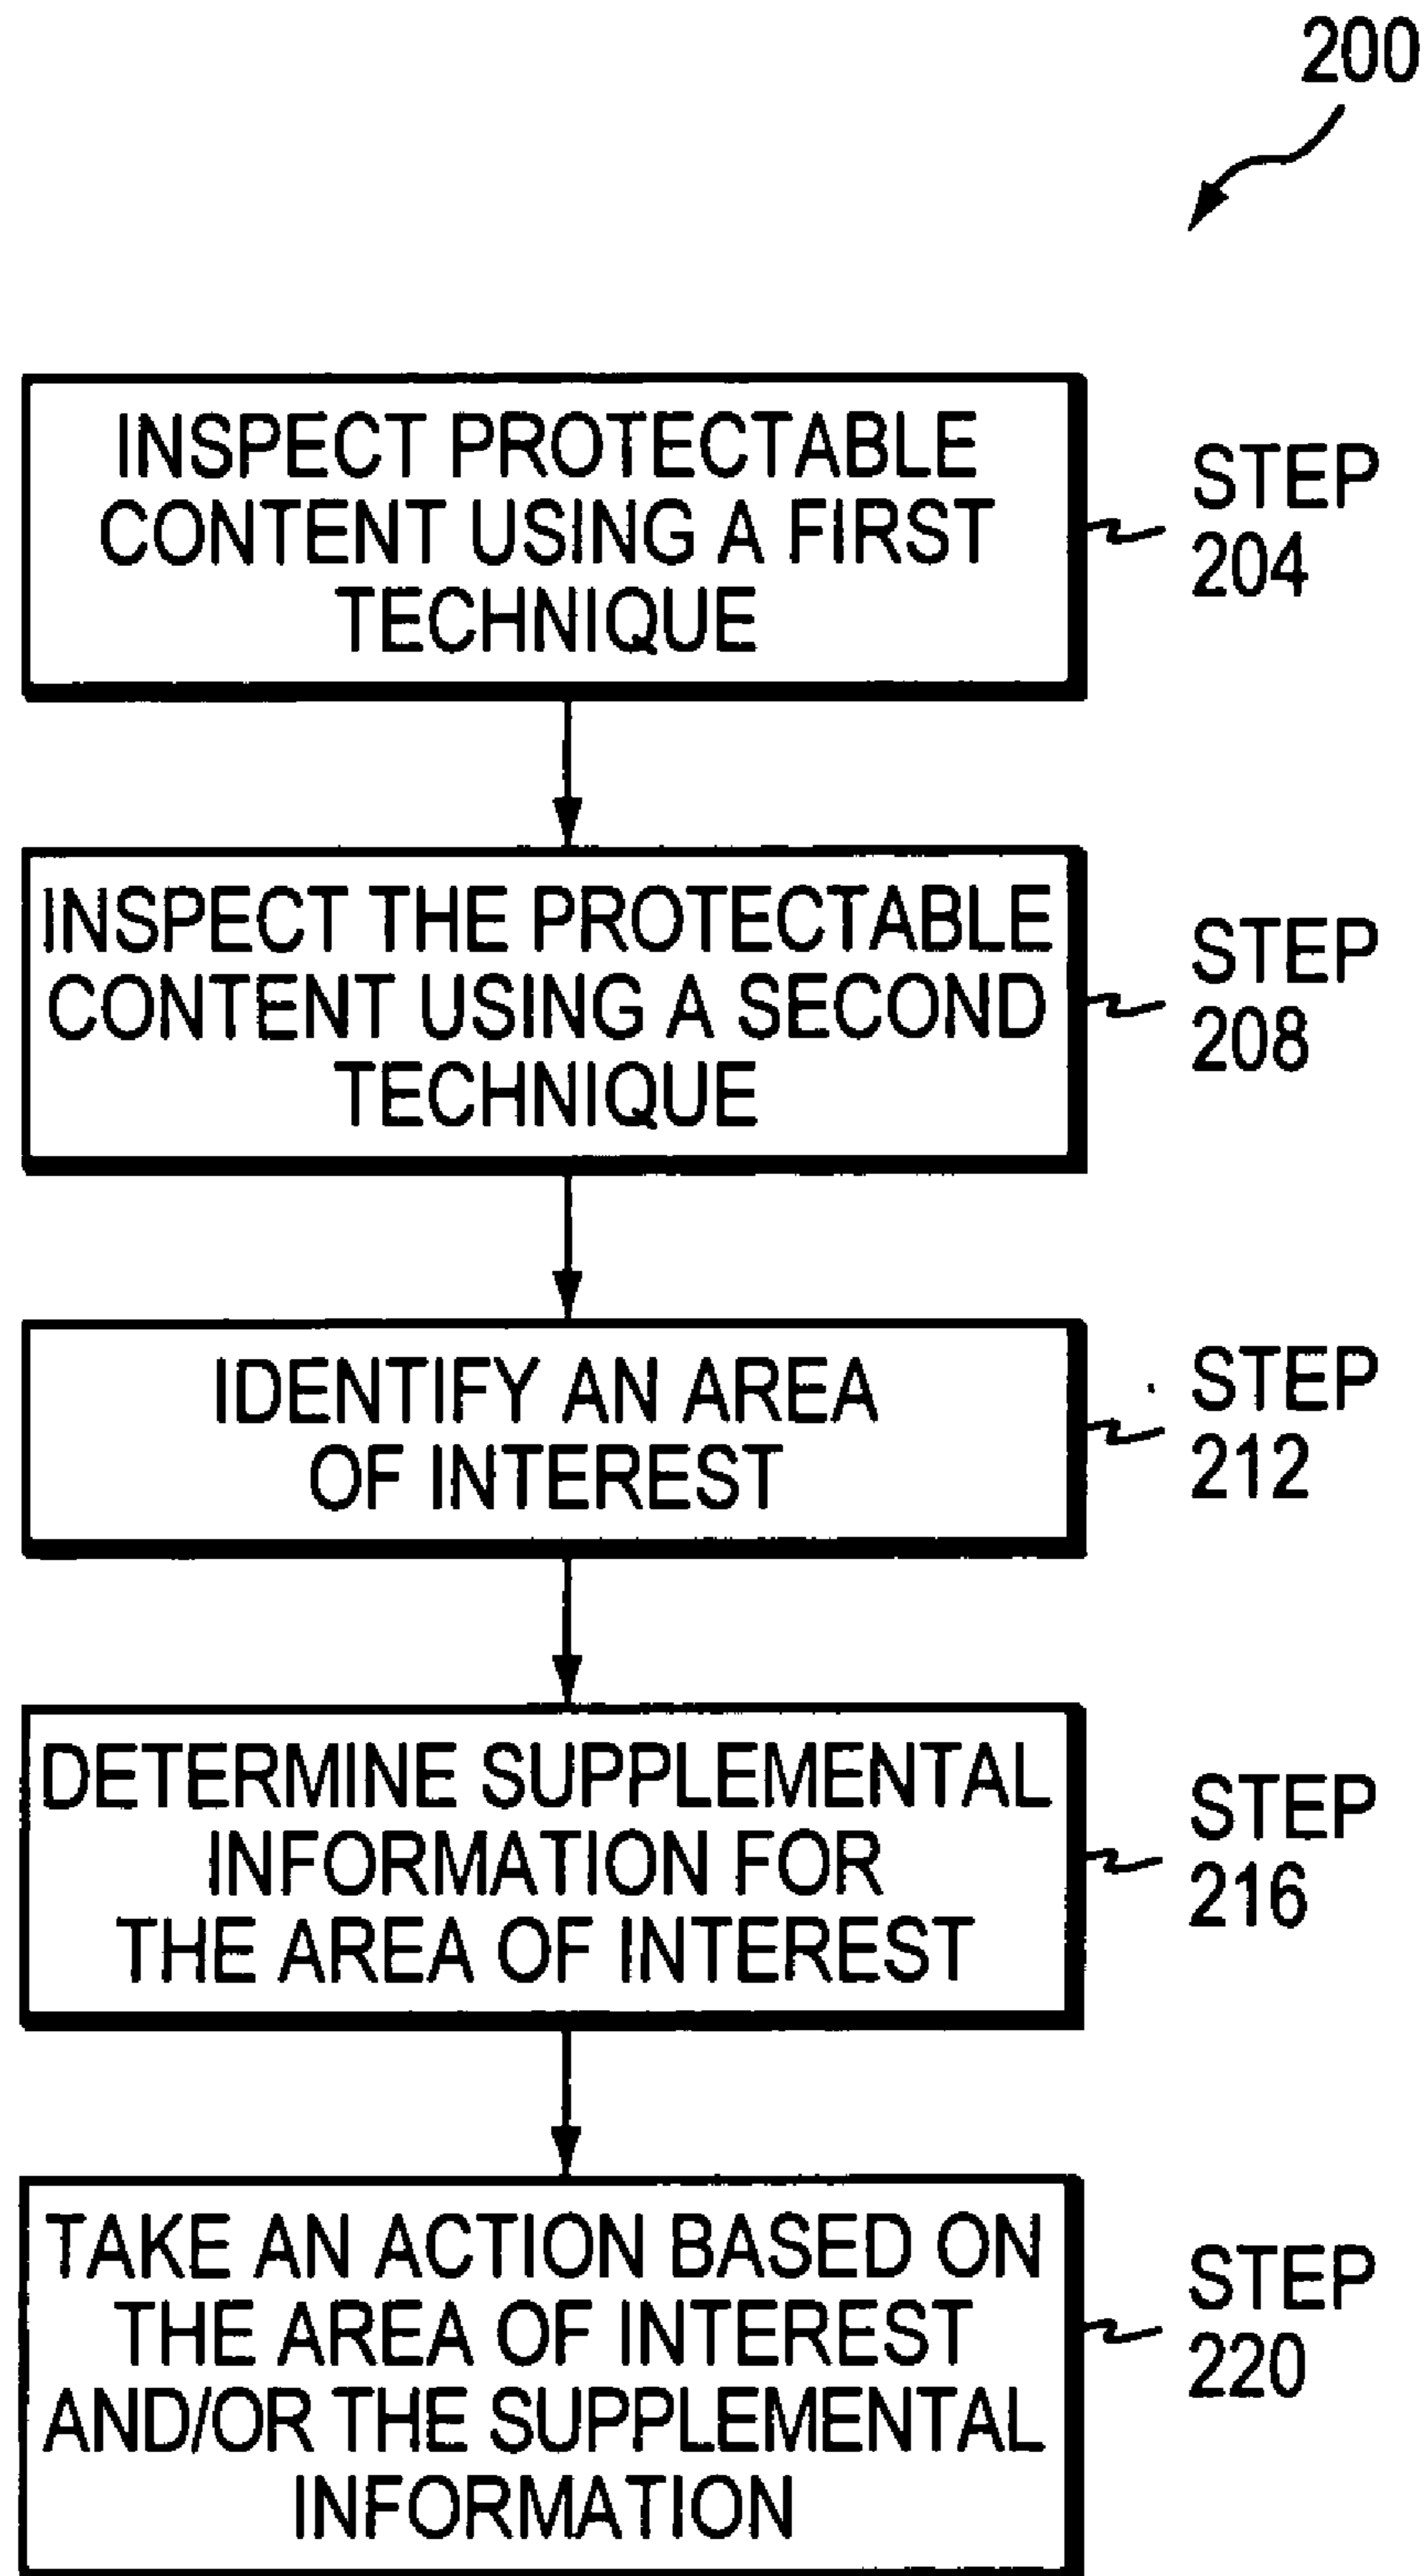 200
INSPECT PROTECTABLE
CONTENT USING A FIRST
TECHNIQUE
STEP
204
INSPECT THE PROTECTABLE
CONTENT USING A SECOND
TECHNIQUE
STEP
208
IDENTIFY AN AREA
OF INTEREST
STEP
212
DETERMINE SUPPLEMENTAL
INFORMATION FOR
THE AREA OF INTEREST
STEP
216
TAKE AN ACTION BASED ON
THE AREA OF INTEREST
AND/OR THE SUPPLEMENTAL
INFORMATION
STEP
220